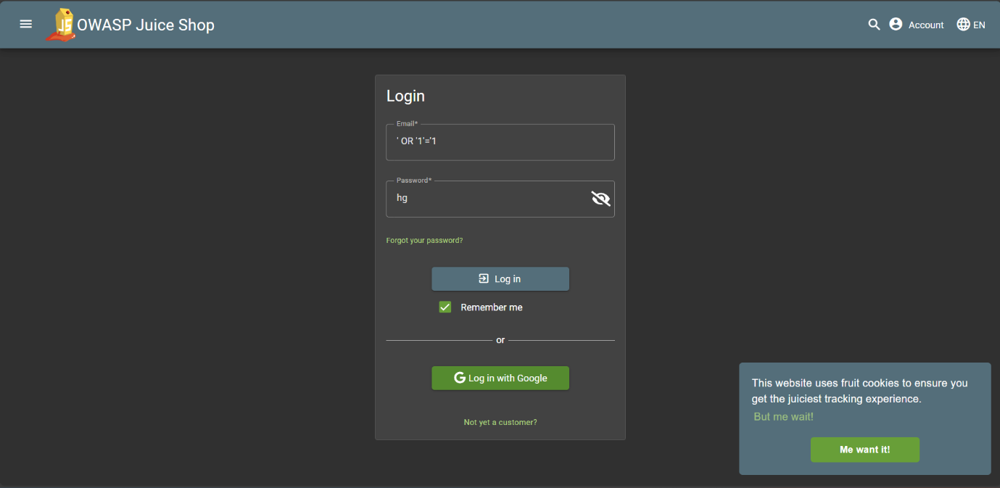 JS OWASP Juice Shop
Account
EN
Login
Email*
' OR '1'='1
Password*
hg
Forgot your password?
Log in
Remember me
or
G Log in with Google
Not yet a customer?
This website uses fruit cookies to ensure you
get the juiciest tracking experience.
But me wait!
Me want it!